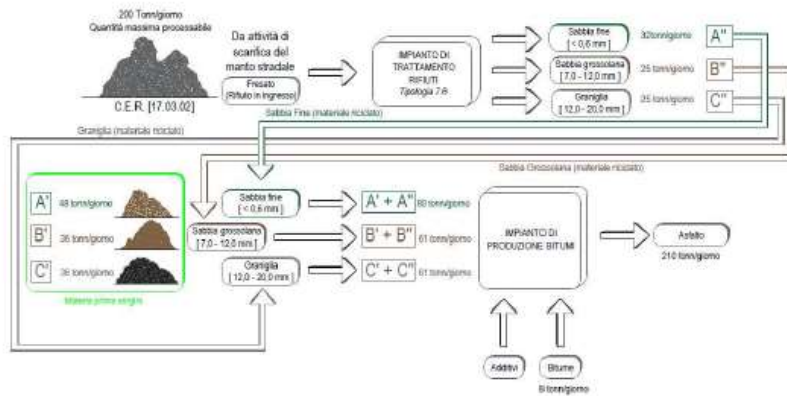 200 Tonn/giorno
Quantità massima processabile
C.E.R. [17.03.02]
Da attività di
scarifica del
manto stradale
Fresato
(Rifiuto in ingresso)
IMPIANTO DI
TRATTAMENTO
RIFIUTI
Tipologia 7.6
Sabbia fine
[ < 0,6 mm ]
32tonn/giorno
A"
Sabbia grossolana
[ 7,0 - 12,0 mm ]
25 tonn/giorno
B"
Graniglia
[ 12,0 - 20,0 mm ]
25 tonn/giorno
C"
Sabbia Fine (materiale riciclato)
Graniglia (materiale riciclato)
Sabbia Grossolana (materiale riciclato)
A'
48 tonn/giorno
B'
36 tonn/giorno
C'
36 tonn/giorno
Materia prima vergine
Sabbia fine
[ < 0,6 mm ]
A' + A"
80 tonn/giorno
Sabbia grossolana
[ 7,0 - 12,0 mm ]
B' + B"
61 tonn/giorno
Graniglia
[ 12,0 - 20,0 mm ]
C' + C"
61 tonn/giorno
IMPIANTO DI
PRODUZIONE BITUMI
Asfalto
210 tonn/giorno
Additivi
Bitume
8 tonn/giorno